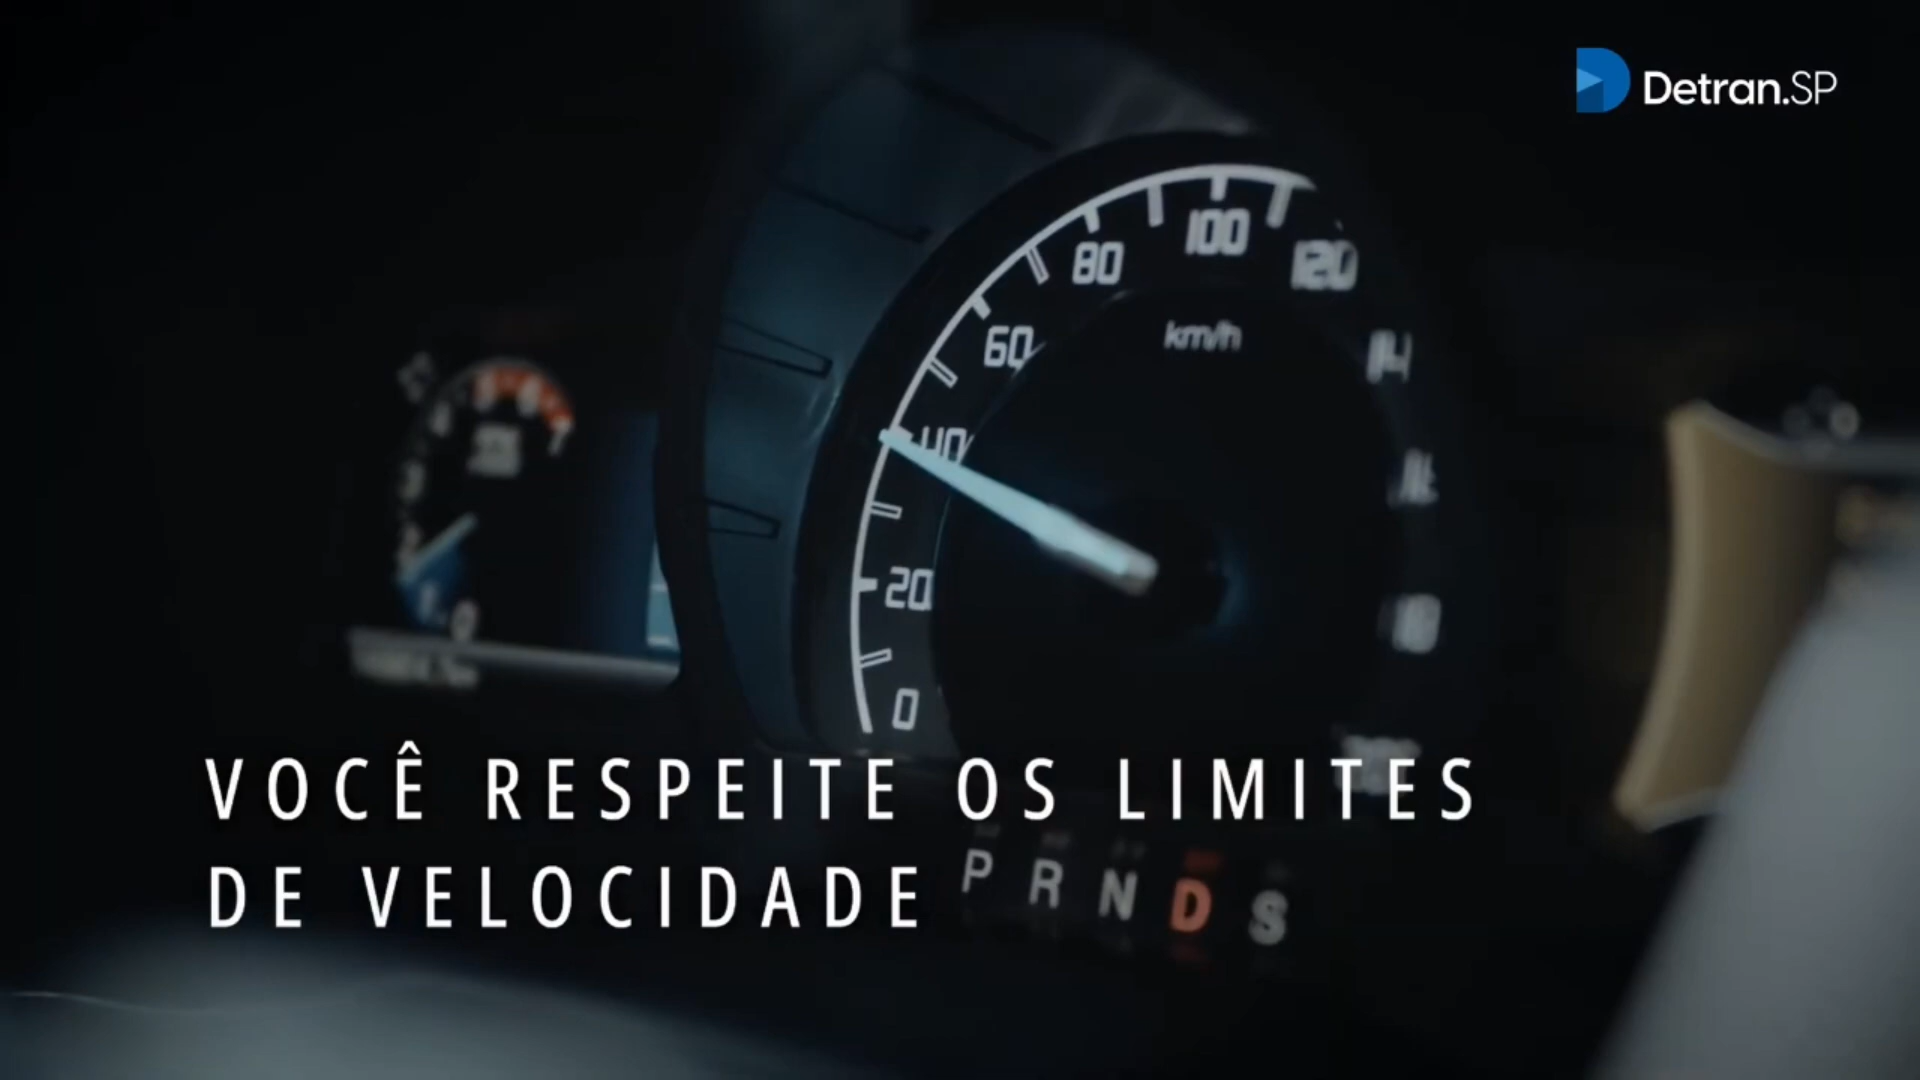 Detran.SP
100
80
120
60
km/h
40
20
0
VOCÊ RESPEITE OS LIMITES
DE VELOCIDADE
P R N D S